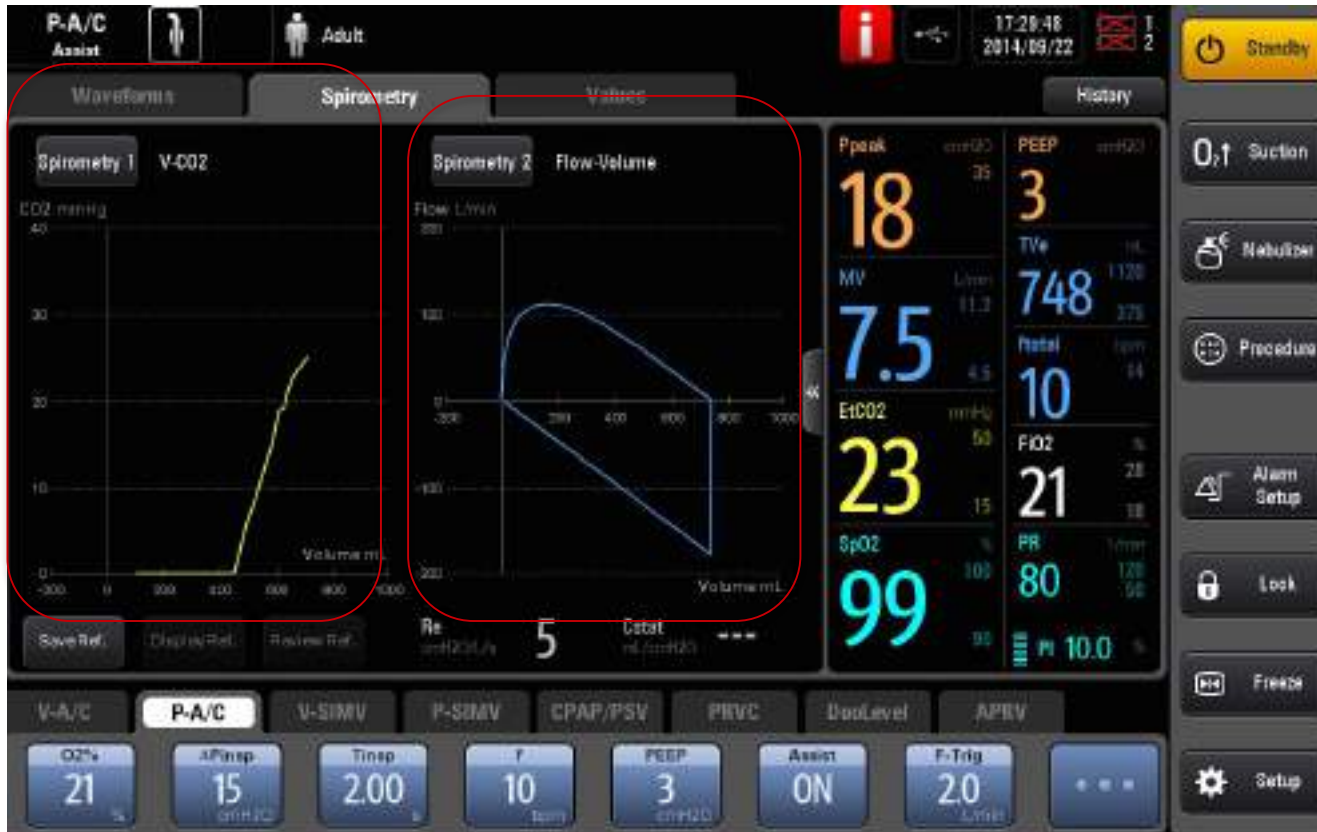 P-A/C
Assist
Adult
i
17:29:48
2014/09/22
1
2
Waveforms
Spirometry
Values
History
Spirometry 1
V-CO2
CO2 mmHg
40
30
20
10
0
-200
0
600
800
1000
Volume mL
Spirometry 2
Flow-Volume
Flow L/min
200
100
0
-200
200
400
600
800
1000
-100
-200
Volume mL
Ppeak
cmH2O
35
18
PEEP
cmH2O
3
MV
L/min
11.3
7.5
4.5
TVe
mL
748
1120
375
ftotal
bpm
10
14
EtCO2
mmHg
50
23
15
FiO2
%
21
28
18
SpO2
%
100
99
90
PR
1/min
80
120
50
PI 10.0 %
Save Ref.
Display Ref.
Review Ref.
Re
cmH2O/L/s
5
Cstat
mL/cmH2O
---
V-A/C
P-A/C
V-SIMV
P-SIMV
CPAP/PSV
PRVC
DuoLevel
APRV
O2%
21
%
ΔPinsp
15
cmH2O
Tinsp
2.00
s
f
10
bpm
PEEP
3
cmH2O
Assist
ON
F-Trig
2.0
L/min
Standby
O2↑ Suction
Nebulizer
Procedure
Alarm
Setup
Lock
Freeze
Setup